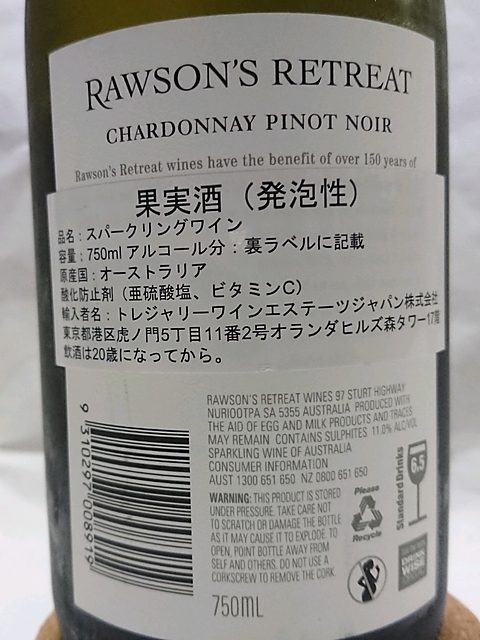 RAWSON'S RETREAT
CHARDONNAY PINOT NOIR
Rawson's Retreat wines have the benefit of over 150 years of
果実酒（発泡性）
品名：スパークリングワイン
容量：750ml アルコール分：裏ラベルに記載
原産国：オーストラリア
酸化防止剤（亜硫酸塩、ビタミンC）
輸入者名：トレジャリーワインエステーツジャパン株会社
東京都港区虎ノ門5丁目11番2号オランダヒルズ森タワー17階
飲酒は20歳になってから。
RAWSON'S RETREAT WINES 97 STURT HIGHWAY
NURIOOTPA SA 5355 AUSTRALIA PRODUCED WITH
THE AID OF EGG AND MILK PRODUCTS AND TRACES
MAY REMAIN CONTAINS SULPHITES 11.0% ALC/VOL
SPARKLING WINE OF AUSTRALIA
CONSUMER INFORMATION
AUST 1300 651 650 NZ 0800 651 650
WARNING: THIS PRODUCT IS STORED
UNDER PRESSURE. TAKE CARE NOT
TO SCRATCH OR DAMAGE THE BOTTLE
AS IT MAY CAUSE IT TO EXPLODE. TO
OPEN, POINT BOTTLE AWAY FROM
SELF AND OTHERS. DO NOT USE A
CORKSCREW TO REMOVE THE CORK.
750ML
Please
Recycle
Standard Drinks
6.5
DRINK
WISE
9 310297 008919